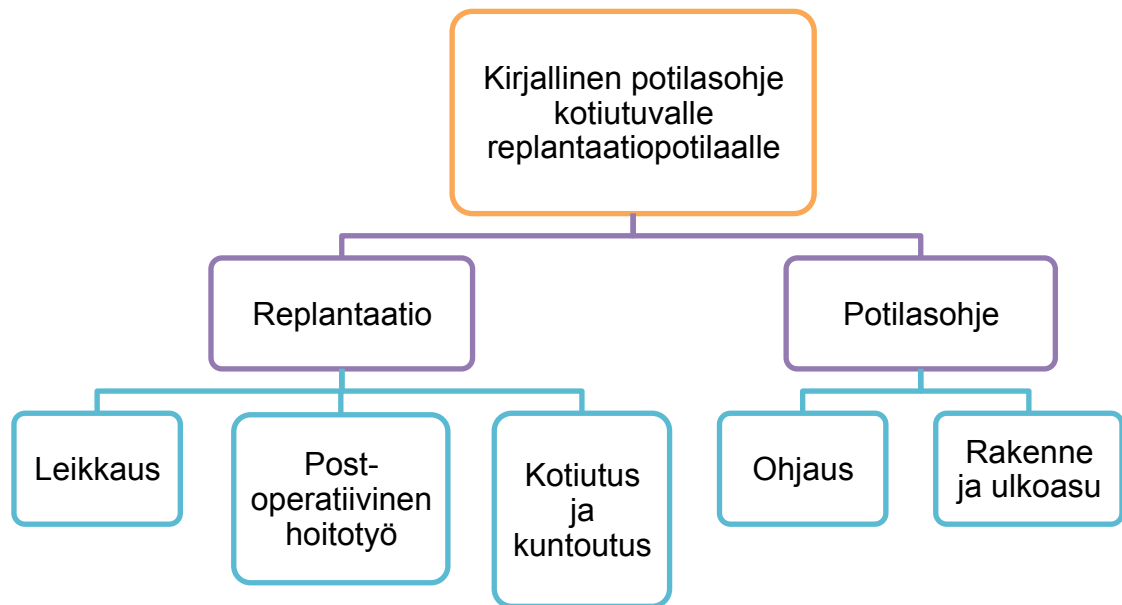 Kirjallinen potilasohje
kotiutuvalle
replantaatiopotilaalle
Replantaatio
Potilasohje
Leikkaus
Post-
operatiivinen
hoitotyö
Kotiutus
ja
kuntoutus
Ohjaus
Rakenne
ja ulkoasu